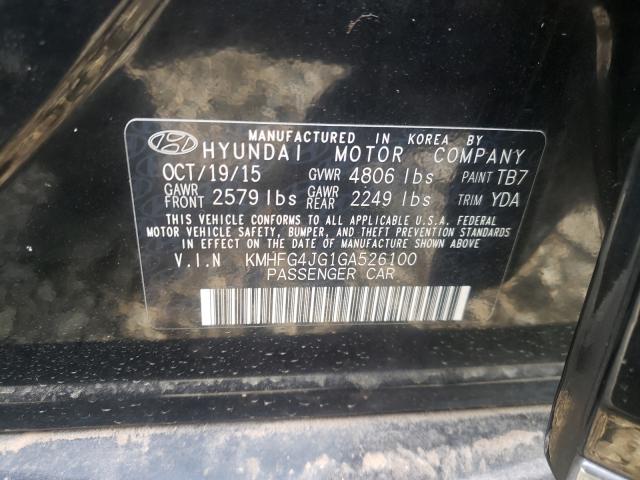 MANUFACTURED IN KOREA BY
HYUNDAI MOTOR COMPANY
OCT/19/15 GVWR 4806 lbs PAINT TB7
GAWR FRONT 2579 lbs GAWR REAR 2249 lbs TRIM YDA
THIS VEHICLE CONFORMS TO ALL APPLICABLE U.S.A. FEDERAL
MOTOR VEHICLE SAFETY, BUMPER, AND THEFT PREVENTION STANDARDS
IN EFFECT ON THE DATE OF MANUFACTURE SHOWN ABOVE.
V.I.N KMHFG4JG1GA526100
PASSENGER CAR